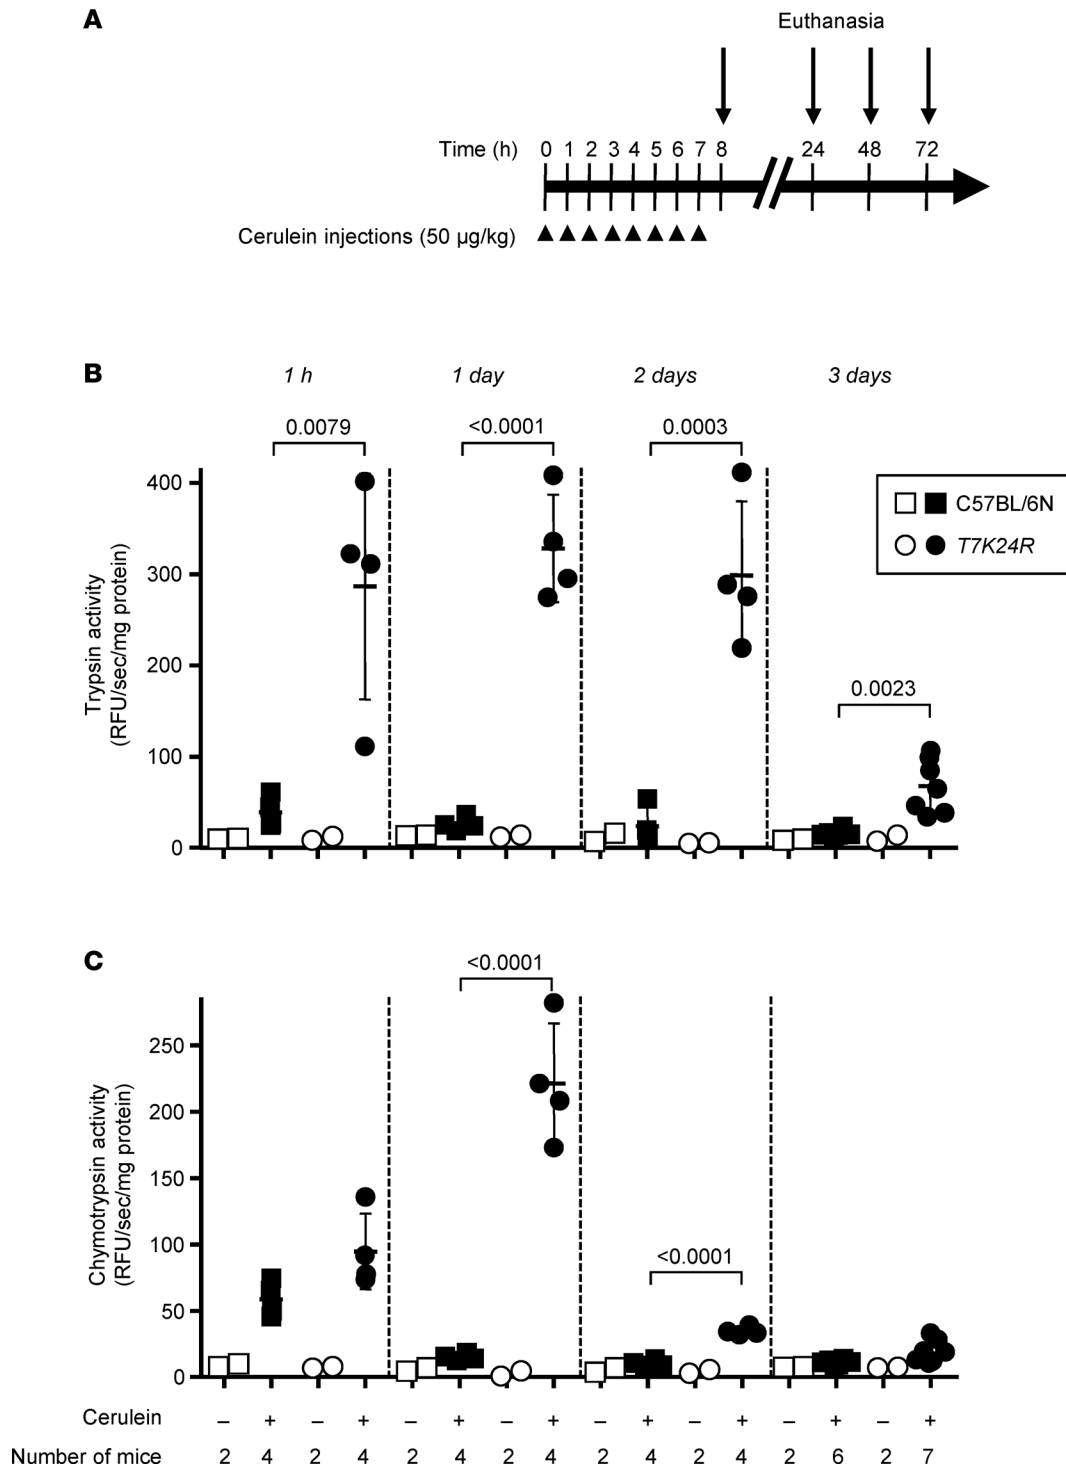 A
Euthanasia
Time (h) 0 1 2 3 4 5 6 7 8 24 48 72
Cerulein injections (50 µg/kg)
B
1 h 1 day 2 days 3 days
0.0079 <0.0001 0.0003
400
300
200
100
0
Trypsin activity
(RFU/sec/mg protein)
0.0023
C57BL/6N
T7K24R
C
<0.0001
250
200
150
100
50
0
Chymotrypsin activity
(RFU/sec/mg protein)
<0.0001
Cerulein – + – + – + – + – + – + – + – +
Number of mice 2 4 2 4 2 4 2 4 2 4 2 4 2 6 2 7